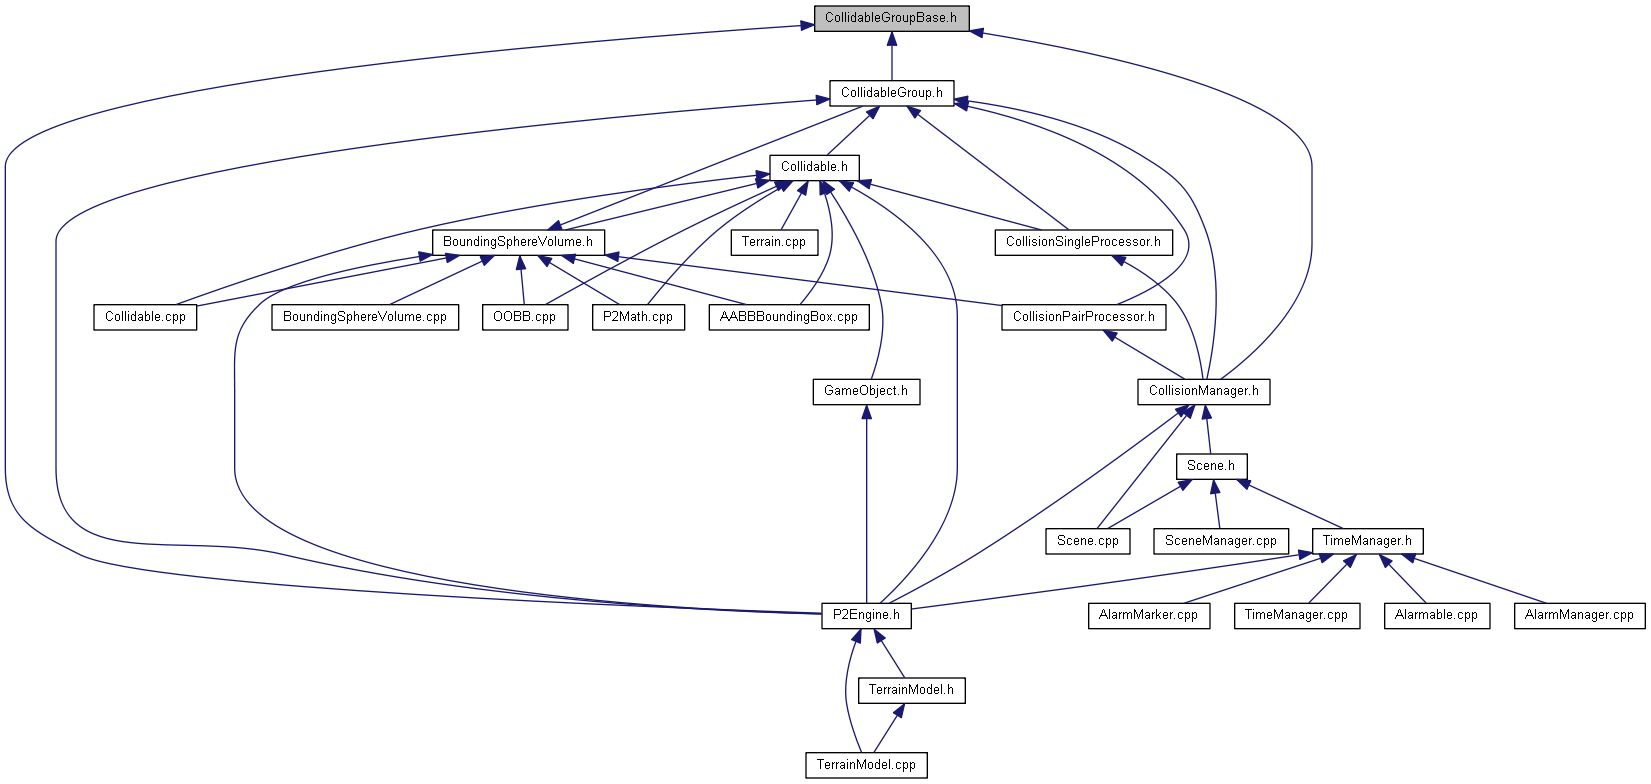 CollidableGroupBase.h
CollidableGroup.h
Collidable.h
BoundingSphereVolume.h
Terrain.cpp
CollisionSingleProcessor.h
Collidable.cpp
BoundingSphereVolume.cpp
OOBB.cpp
P2Math.cpp
AABBBoundingBox.cpp
CollisionPairProcessor.h
GameObject.h
CollisionManager.h
Scene.h
Scene.cpp
SceneManager.cpp
TimeManager.h
P2Engine.h
AlarmMarker.cpp
TimeManager.cpp
Alarmable.cpp
AlarmManager.cpp
TerrainModel.h
TerrainModel.cpp